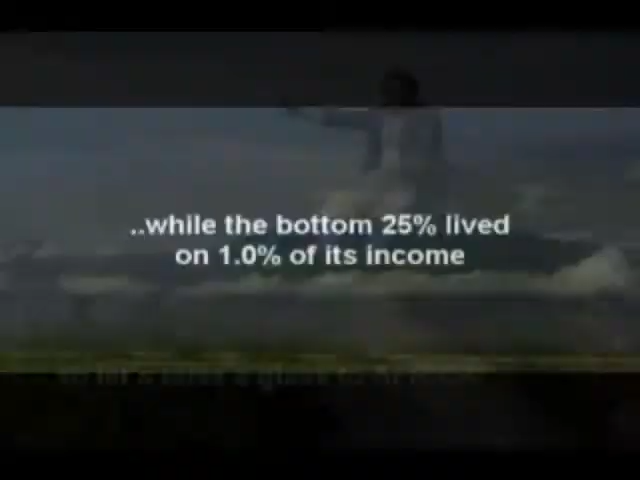 ..while the bottom 25% lived
on 1.0% of its income